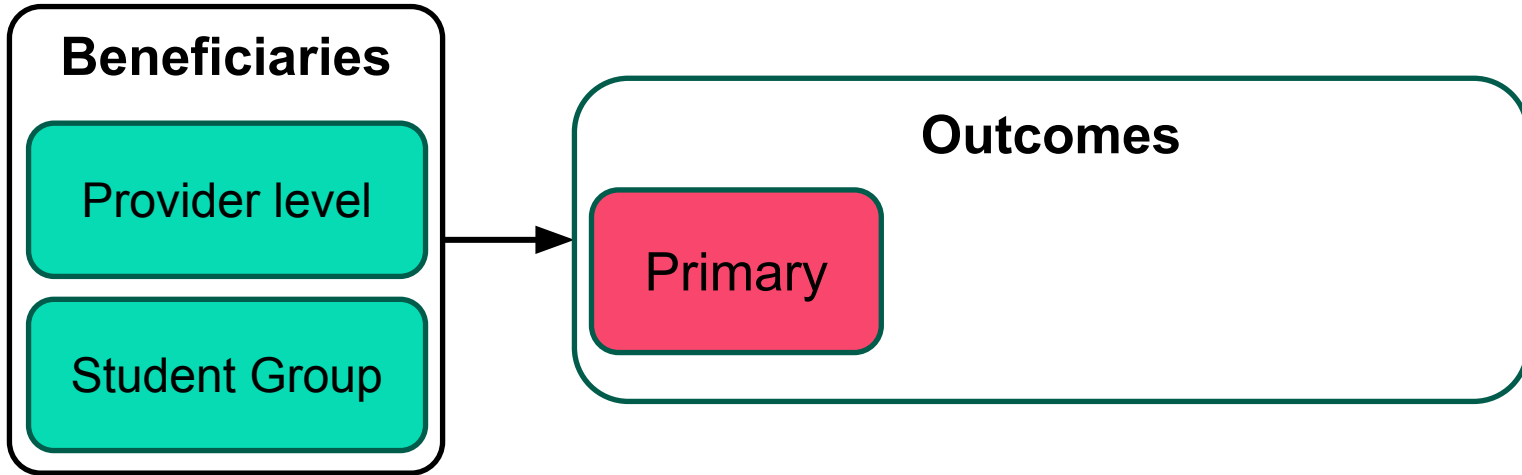 Beneficiaries
Provider level
Student Group
Outcomes
Primary